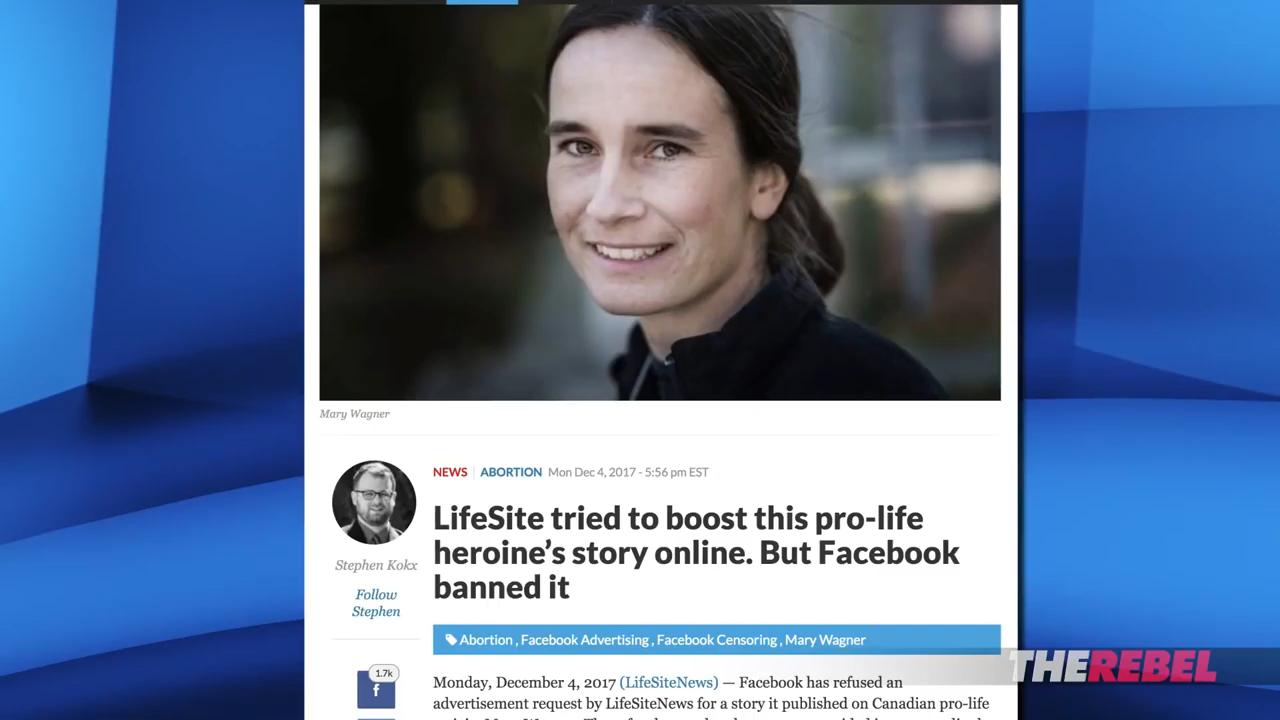 Mary Wagner
NEWS ABORTION Mon Dec 4, 2017 - 5:56 pm EST
LifeSite tried to boost this pro-life
heroine's story online. But Facebook
banned it
Stephen Kokx
Follow
Stephen
Abortion , Facebook Advertising , Facebook Censoring , Mary Wagner
1.7k
f
Monday, December 4, 2017 (LifeSiteNews) — Facebook has refused an
advertisement request by LifeSiteNews for a story it published on Canadian pro-life
THEREBEL